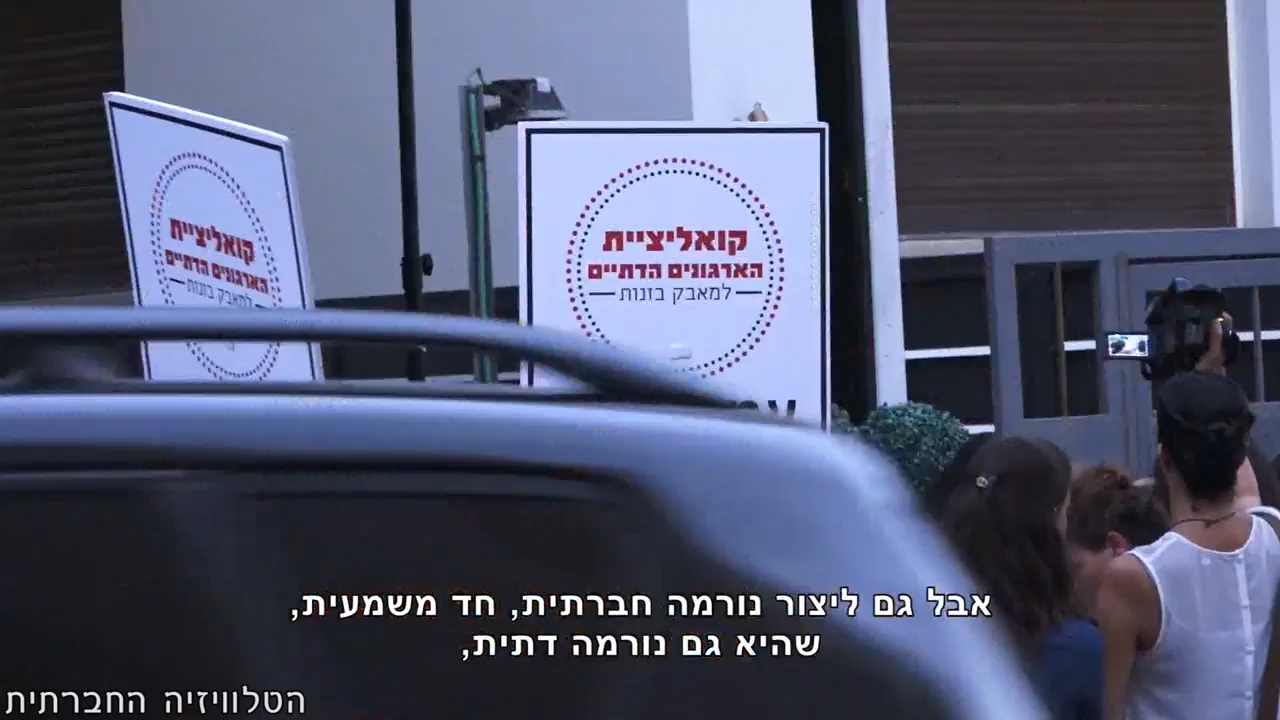 קואליציית
הארגונים הדתיים
למאבק בזנות
קואליציית
הארגונים הדתיים
למאבק בזנות
אבל גם ליצור נורמה חברתית, חד משמעית,
שהיא גם נורמה דתית,
הטלוויזיה החברתית